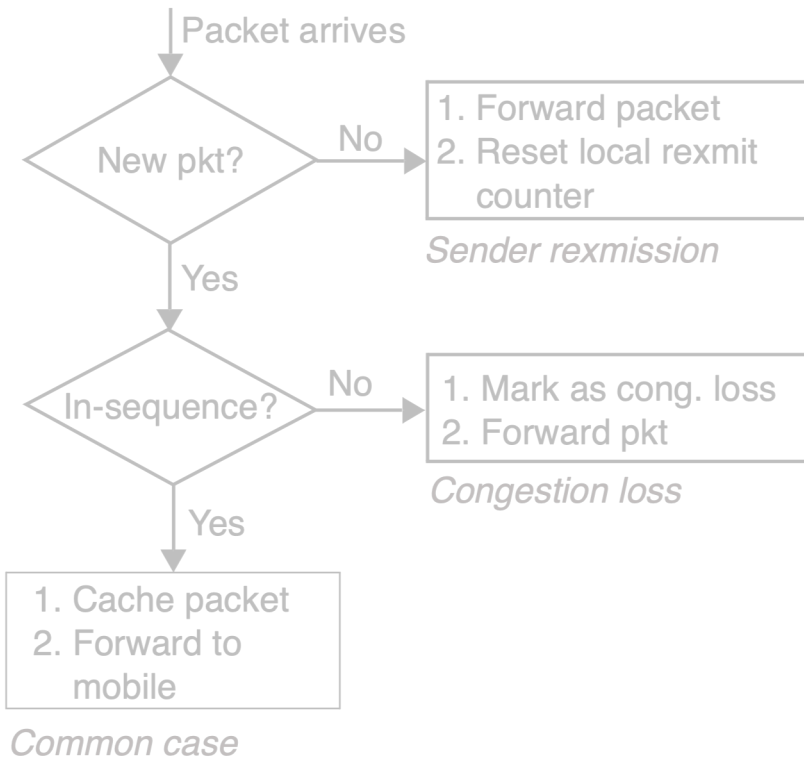 Packet arrives
New pkt?
No
1. Forward packet
2. Reset local rexmit
counter
Sender rexmission
Yes
In-sequence?
No
1. Mark as cong. loss
2. Forward pkt
Congestion loss
Yes
1. Cache packet
2. Forward to
mobile
Common case